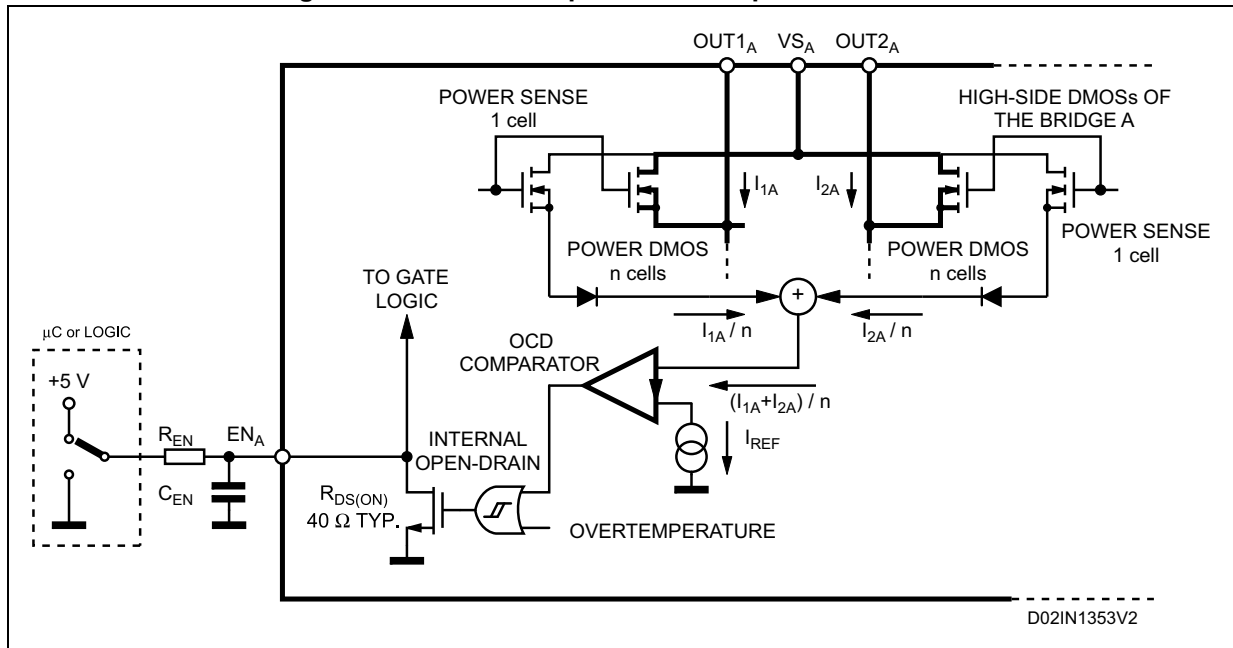 OUT1A VSA OUT2A
POWER SENSE
1 cell
HIGH-SIDE DMOSs OF
THE BRIDGE A
I1A
I2A
POWER SENSE
1 cell
POWER DMOS
n cells
POWER DMOS
n cells
TO GATE
LOGIC
+
I1A / n
I2A / n
μC or LOGIC
OCD
COMPARATOR
+5 V
(I1A+I2A) / n
IREF
REN
ENA
INTERNAL
OPEN-DRAIN
CEN
RDS(ON)
40 Ω TYP.
OVERTEMPERATURE
D02IN1353V2